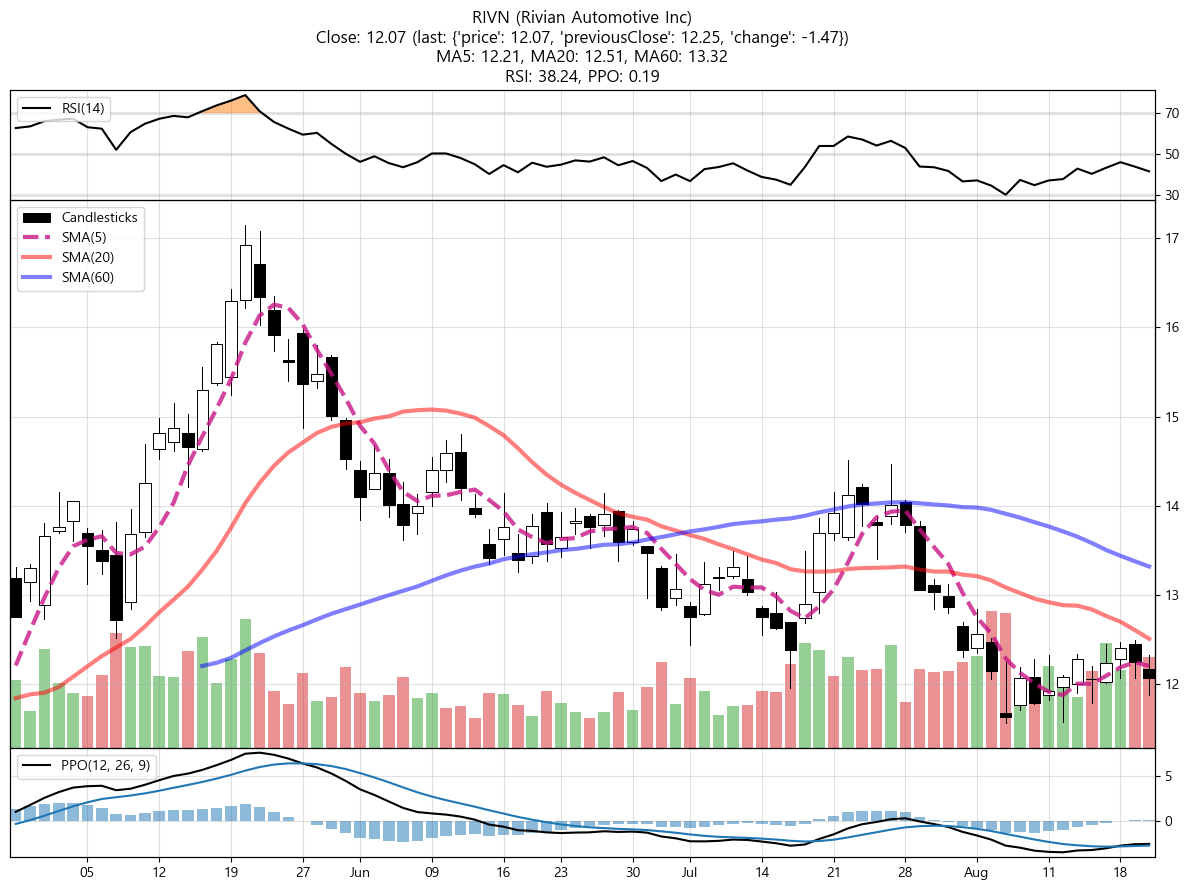 RIVN (Rivian Automotive Inc)
Close: 12.07 (last: {'price': 12.07, 'previousClose': 12.25, 'change': -1.47})
MA5: 12.21, MA20: 12.51, MA60: 13.32
RSI: 38.24, PPO: 0.19
RSI(14)
70
50
30
Candlesticks
SMA(5)
SMA(20)
SMA(60)
17
16
15
14
13
12
PPO(12, 26, 9)
5
0
05 12 19 27 Jun 09 16 23 30 Jul 14 21 28 Aug 11 18